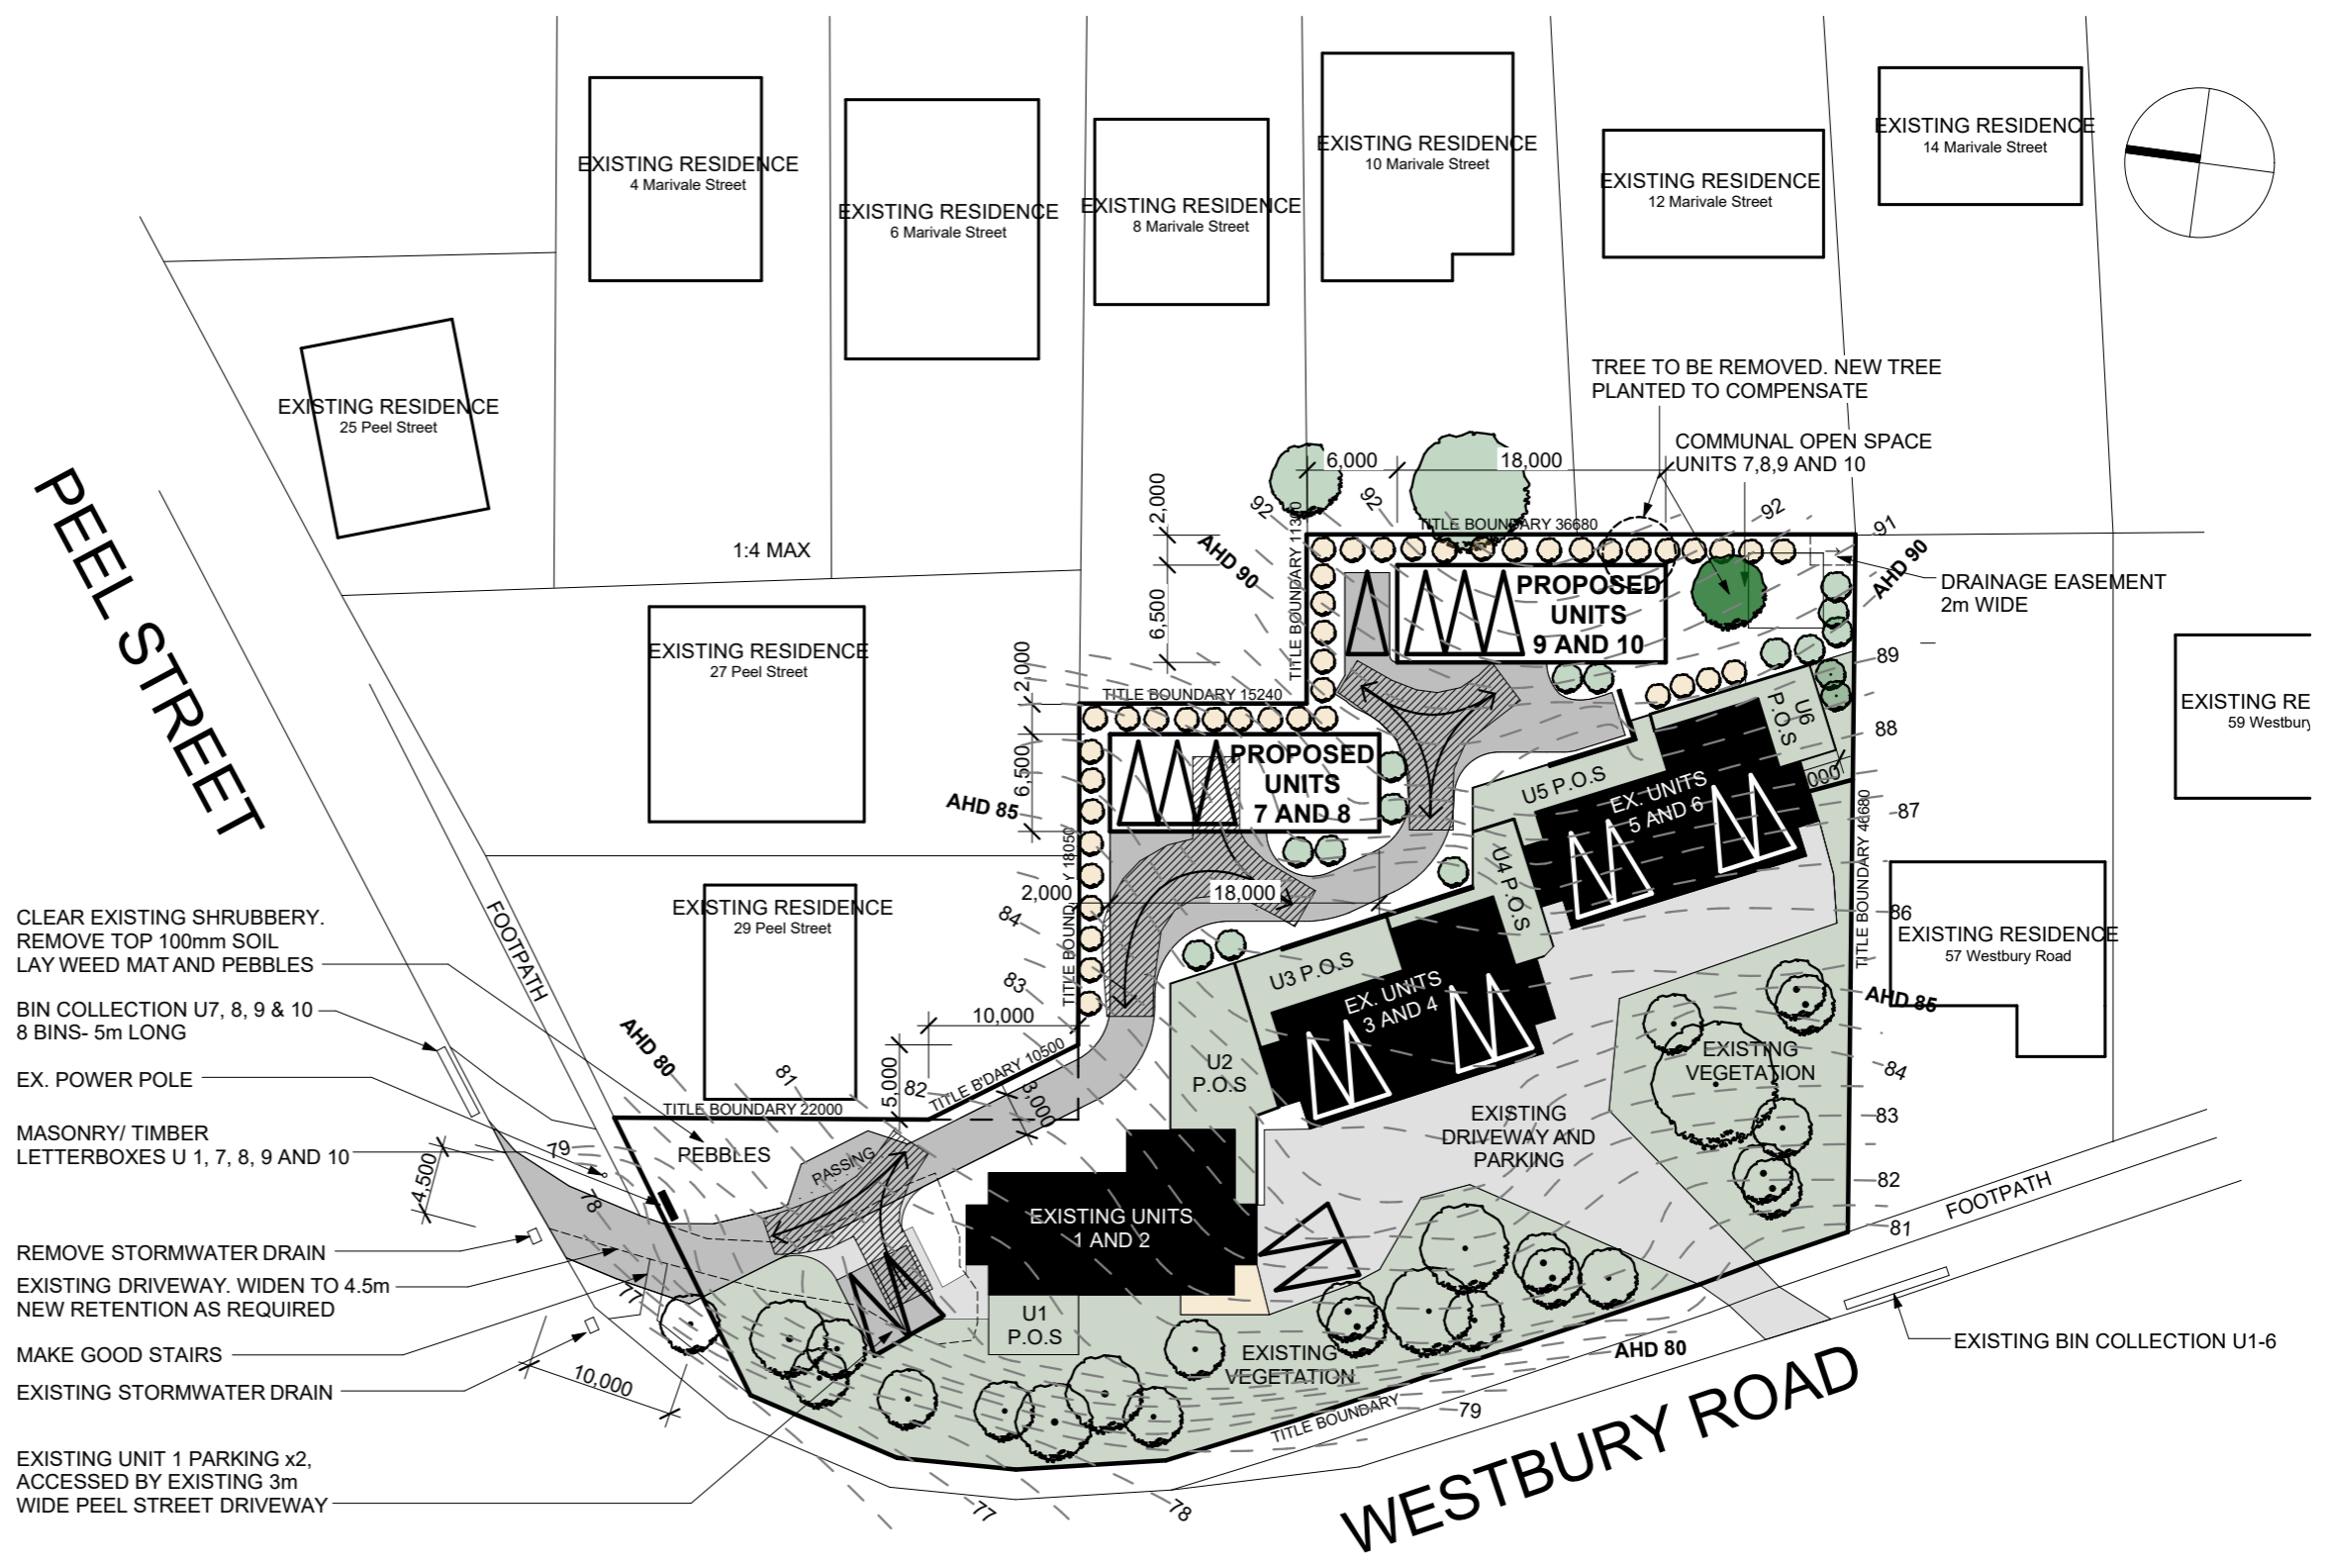 EXISTING RESIDENCE
4 Marivale Street
EXISTING RESIDENCE
6 Marivale Street
EXISTING RESIDENCE
8 Marivale Street
EXISTING RESIDENCE
10 Marivale Street
EXISTING RESIDENCE
12 Marivale Street
EXISTING RESIDENCE
14 Marivale Street
EXISTING RESIDENCE
25 Peel Street
PEEL STREET
1:4 MAX
TREE TO BE REMOVED. NEW TREE
PLANTED TO COMPENSATE
COMMUNAL OPEN SPACE
UNITS 7,8,9 AND 10
6,000
18,000
2,000
92
92
92
91
TITLE BOUNDARY 36680
TITLE BOUNDARY 11300
AHD 90
AHD 90
DRAINAGE EASEMENT
2m WIDE
PROPOSED
UNITS
9 AND 10
6,500
EXISTING RESIDENCE
27 Peel Street
2,000
TITLE BOUNDARY 15240
89
88
U6
P.O.S
EXISTING RE
59 Westbury
PROPOSED
UNITS
7 AND 8
6,500
AHD 85
U5 P.O.S
EX. UNITS
5 AND 6
000
87
TITLE BOUNDARY 46680
TITLE BOUNDARY 18050
U4 P.O.S
2,000
18,000
84
83
EXISTING RESIDENCE
29 Peel Street
86
EXISTING RESIDENCE
57 Westbury Road
AHD 85
FOOTPATH
CLEAR EXISTING SHRUBBERY.
REMOVE TOP 100mm SOIL
LAY WEED MAT AND PEBBLES
BIN COLLECTION U7, 8, 9 & 10
8 BINS- 5m LONG
EX. POWER POLE
MASONRY/ TIMBER
LETTERBOXES U 1, 7, 8, 9 AND 10
U3 P.O.S
EX. UNITS
3 AND 4
10,000
AHD 80
81
82
5,000
TITLE B'DARY 10500
3,000
TITLE BOUNDARY 22000
U2
P.O.S
EXISTING
VEGETATION
84
83
82
81
EXISTING
DRIVEWAY AND
PARKING
PEBBLES
PASSING
79
78
77
4,500
EXISTING UNITS
1 AND 2
FOOTPATH
REMOVE STORMWATER DRAIN
EXISTING DRIVEWAY. WIDEN TO 4.5m
NEW RETENTION AS REQUIRED
MAKE GOOD STAIRS
EXISTING STORMWATER DRAIN
10,000
U1
P.O.S
EXISTING
VEGETATION
AHD 80
EXISTING BIN COLLECTION U1-6
TITLE BOUNDARY
79
EXISTING UNIT 1 PARKING x2,
ACCESSED BY EXISTING 3m
WIDE PEEL STREET DRIVEWAY
77
78
WESTBURY ROAD